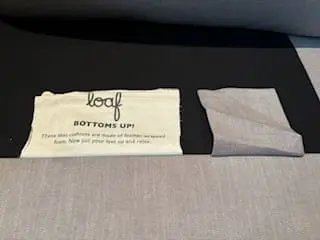 loaf
BOTTOMS UP!
These seat cushions are made of feather-wrapped
foam. Now put your feet up and relax.